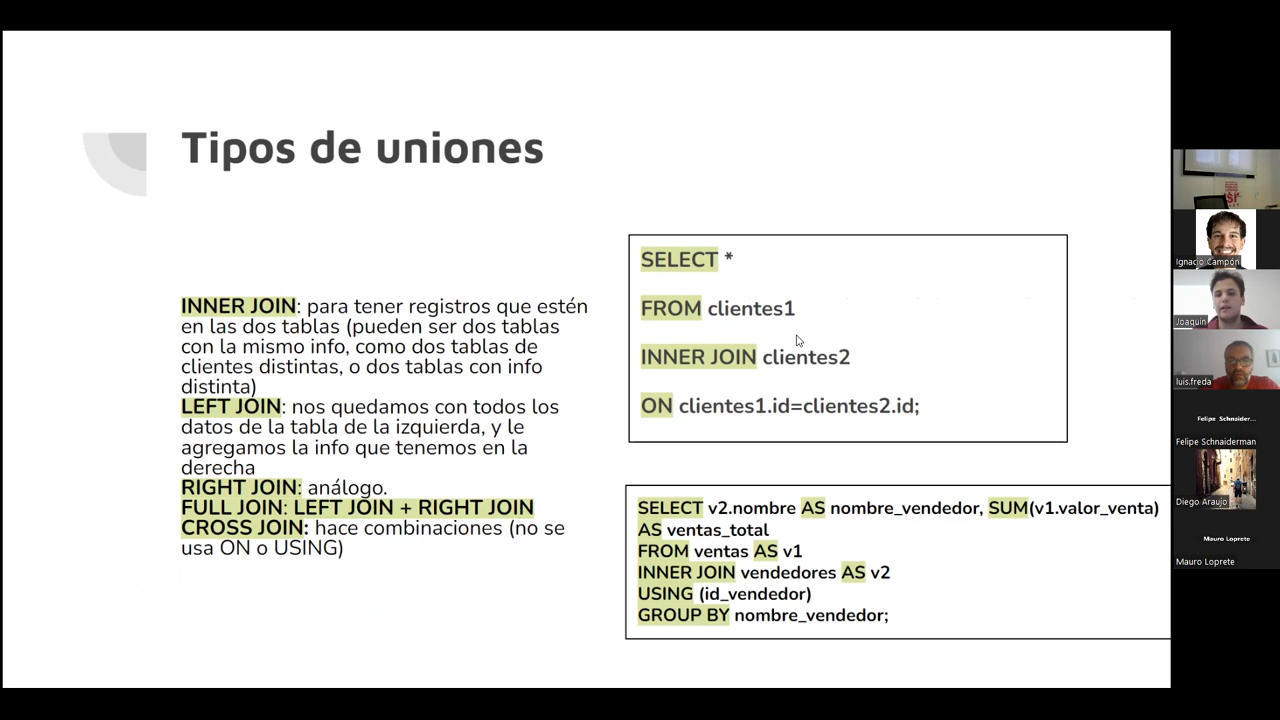 Tipos de uniones
INNER JOIN: para tener registros que estén
en las dos tablas (pueden ser dos tablas
con la mismo info, como dos tablas de
clientes distintas, o dos tablas con info
distinta)
LEFT JOIN: nos quedamos con todos los
datos de la tabla de la izquierda, y le
agregamos la info que tenemos en la
derecha
RIGHT JOIN: análogo.
FULL JOIN: LEFT JOIN + RIGHT JOIN
CROSS JOIN: hace combinaciones (no se
usa ON o USING)
SELECT *
FROM clientes1
INNER JOIN clientes2
ON clientes1.id=clientes2.id;
SELECT v2.nombre AS nombre_vendedor, SUM(v1.valor_venta)
AS ventas_total
FROM ventas AS v1
INNER JOIN vendedores AS v2
USING (id_vendedor)
GROUP BY nombre_vendedor;
Ignacio Campón
Joaquin
luis.freda
Felipe Schnaider...
Felipe Schnaiderman
Diego Araujo
Mauro Loprete
Mauro Loprete